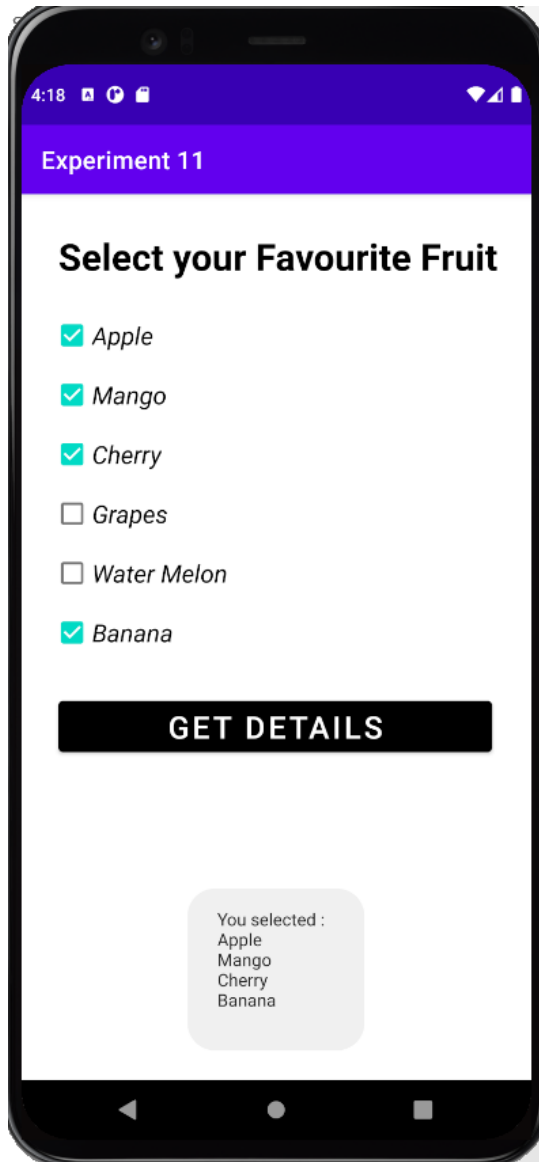 4:18
Experiment 11
Select your Favourite Fruit
Apple
Mango
Cherry
Grapes
Water Melon
Banana
GET DETAILS
You selected :
Apple
Mango
Cherry
Banana